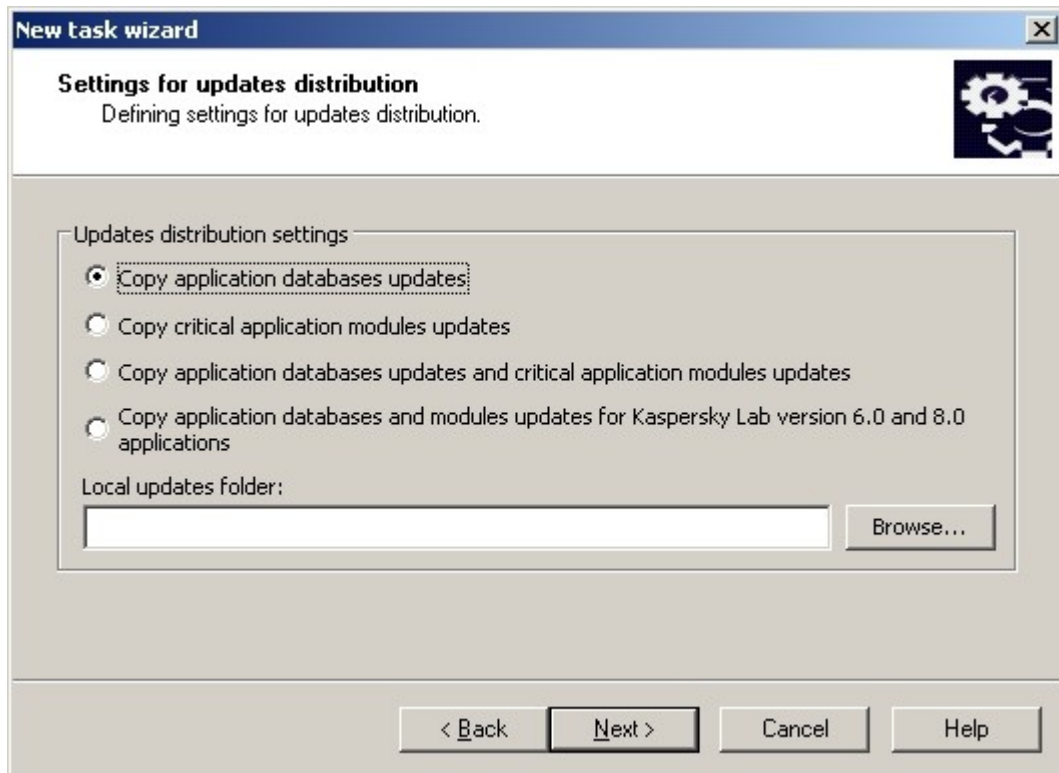 New task wizard
Settings for updates distribution
Defining settings for updates distribution.
Updates distribution settings
Copy application databases updates
Copy critical application modules updates
Copy application databases updates and critical application modules updates
Copy application databases and modules updates for Kaspersky Lab version 6.0 and 8.0
applications
Local updates folder:
Browse...
< Back
Next >
Cancel
Help